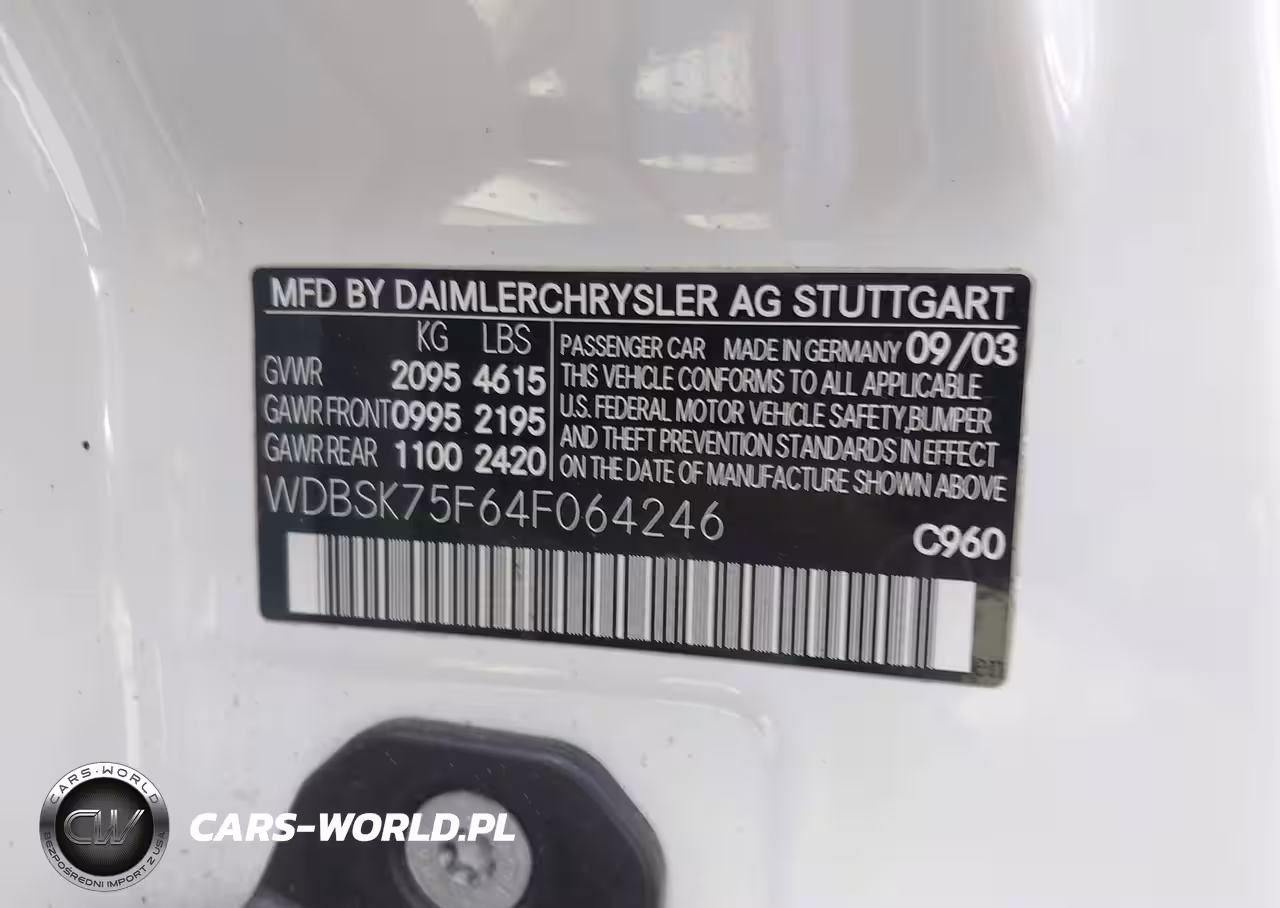 MFD BY DAIMLERCHRYSLER AG STUTTGART
KG LBS
GVWR 2095 4615
GAWR FRONT 0995 2195
GAWR REAR 1100 2420
PASSENGER CAR MADE IN GERMANY 09/03
THIS VEHICLE CONFORMS TO ALL APPLICABLE
U.S. FEDERAL MOTOR VEHICLE SAFETY,BUMPER
AND THEFT PREVENTION STANDARDS IN EFFECT
ON THE DATE OF MANUFACTURE SHOWN ABOVE
WDBSK75F64F064246
C960
CARS-WORLD
CW
BEZPOŚREDNI IMPORT Z USA
CARS-WORLD.PL